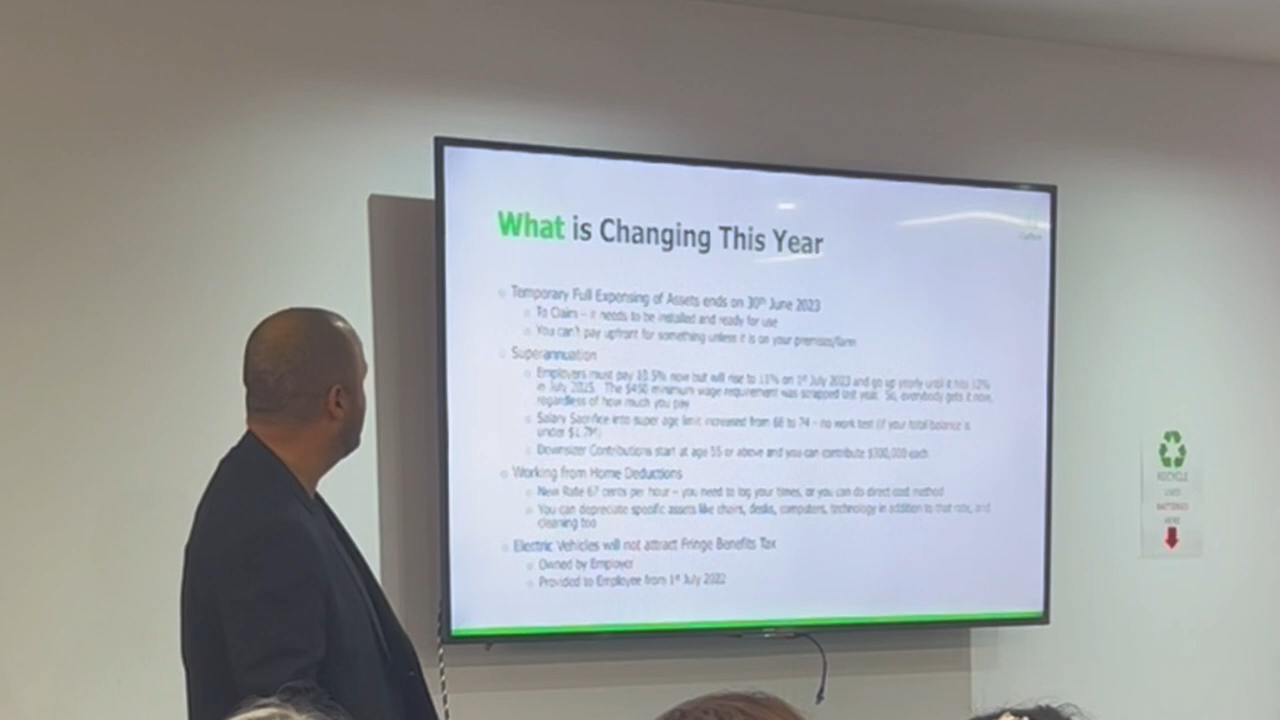 What is Changing This Year
Temporary Full Expensing of Assets ends on 30th June 2023
To Claim – it needs to be installed and ready for use
You can't pay upfront for something unless it is on your premises/farm
Superannuation
Employers must pay 10.5% now but will rise to 11% on 1st July 2023 and go up yearly until it hits 12%
in July 2025. The $450 minimum wage requirement was scrapped last year. So, everybody gets it now,
regardless of how much you pay
Salary Sacrifice into super age limit increased from 66 to 74 – no work test (if your total balance is
under $1.7M)
Downsizer Contributions start at age 55 or above and you can contribute $300,000 each
Working from Home Deductions
New Rate 67 cents per hour – you need to log your times, or you can do direct cost method
You can depreciate specific assets like chairs, desks, computers, technology in addition to that rate, and
cleaning too
Electric Vehicles will not attract Fringe Benefits Tax
Owned by Employer
Provided to Employee from 1st July 2022
RECYCLE
USED
BATTERIES
HERE